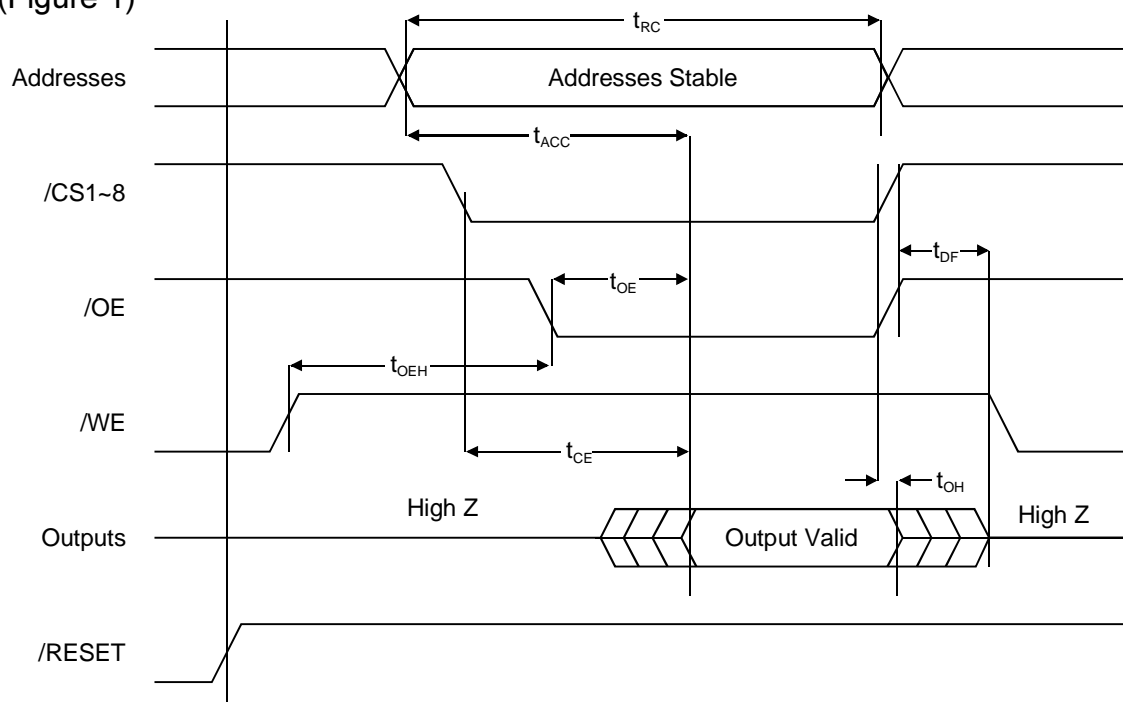 (Figure 1)
tRC
Addresses
Addresses Stable
tACC
/CS1~8
tDF
tOE
/OE
tOEH
/WE
tCE
tOH
High Z
High Z
Outputs
Output Valid
/RESET